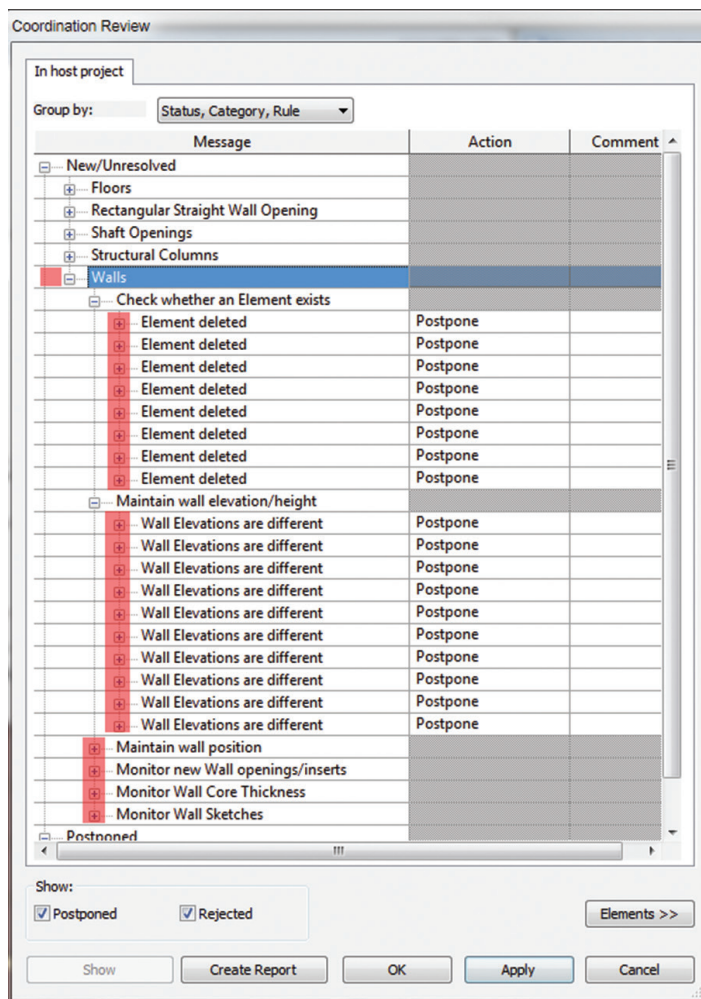 Coordination Review
In host project
Group by: Status, Category, Rule
Message Action Comment
New/Unresolved
Floors
Rectangular Straight Wall Opening
Shaft Openings
Structural Columns
Walls
Check whether an Element exists
Element deleted Postpone
Element deleted Postpone
Element deleted Postpone
Element deleted Postpone
Element deleted Postpone
Element deleted Postpone
Element deleted Postpone
Element deleted Postpone
Maintain wall elevation/height
Wall Elevations are different Postpone
Wall Elevations are different Postpone
Wall Elevations are different Postpone
Wall Elevations are different Postpone
Wall Elevations are different Postpone
Wall Elevations are different Postpone
Wall Elevations are different Postpone
Wall Elevations are different Postpone
Wall Elevations are different Postpone
Wall Elevations are different Postpone
Maintain wall position
Monitor new Wall openings/inserts
Monitor Wall Core Thickness
Monitor Wall Sketches
Postponed
Show:
Postponed Rejected Elements >>
Show Create Report OK Apply Cancel